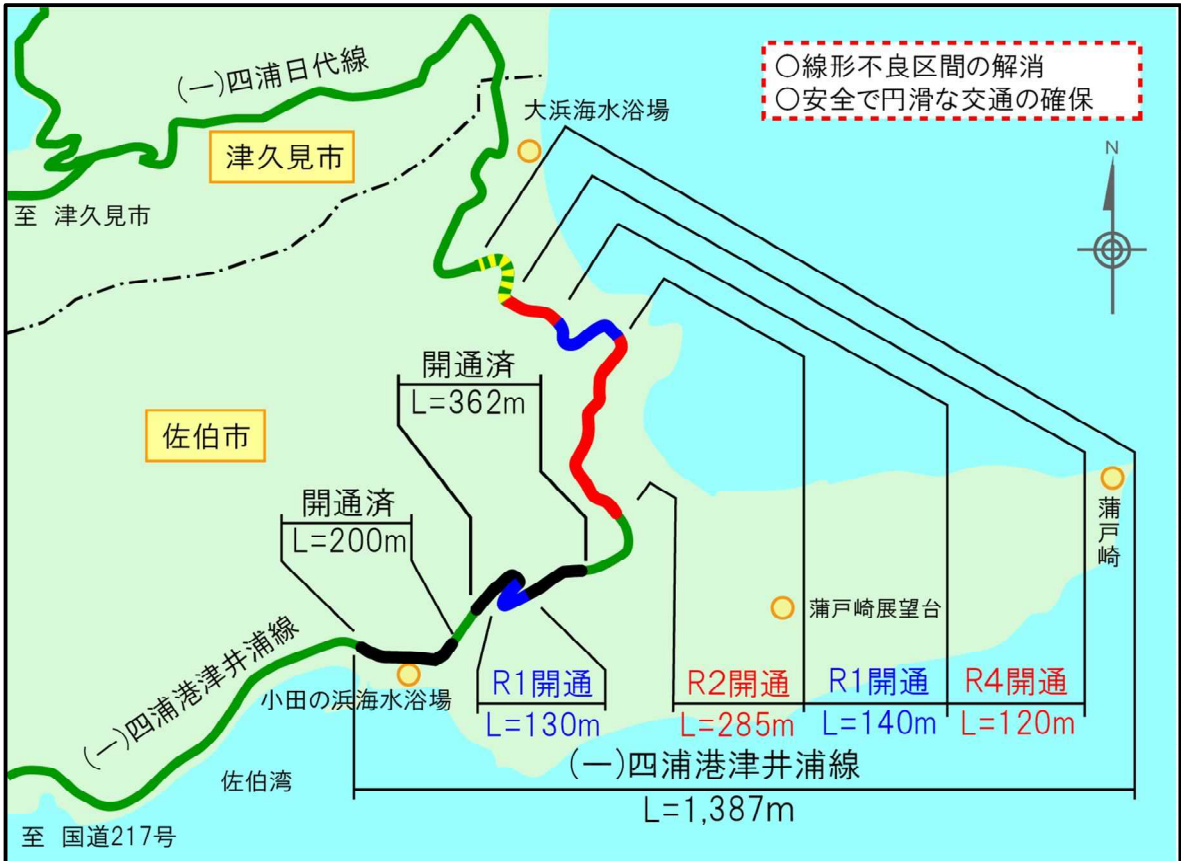 ○線形不良区間の解消
○安全で円滑な交通の確保
(一)四浦日代線
大浜海水浴場
津久見市
至 津久見市
N
開通済
L=362m
佐伯市
開通済
L=200m
蒲戸崎
蒲戸崎展望台
(一)四浦港津井浦線
小田の浜海水浴場
R1開通
L=130m
R2開通
L=285m
R1開通
L=140m
R4開通
L=120m
(一)四浦港津井浦線
L=1,387m
佐伯湾
至 国道217号